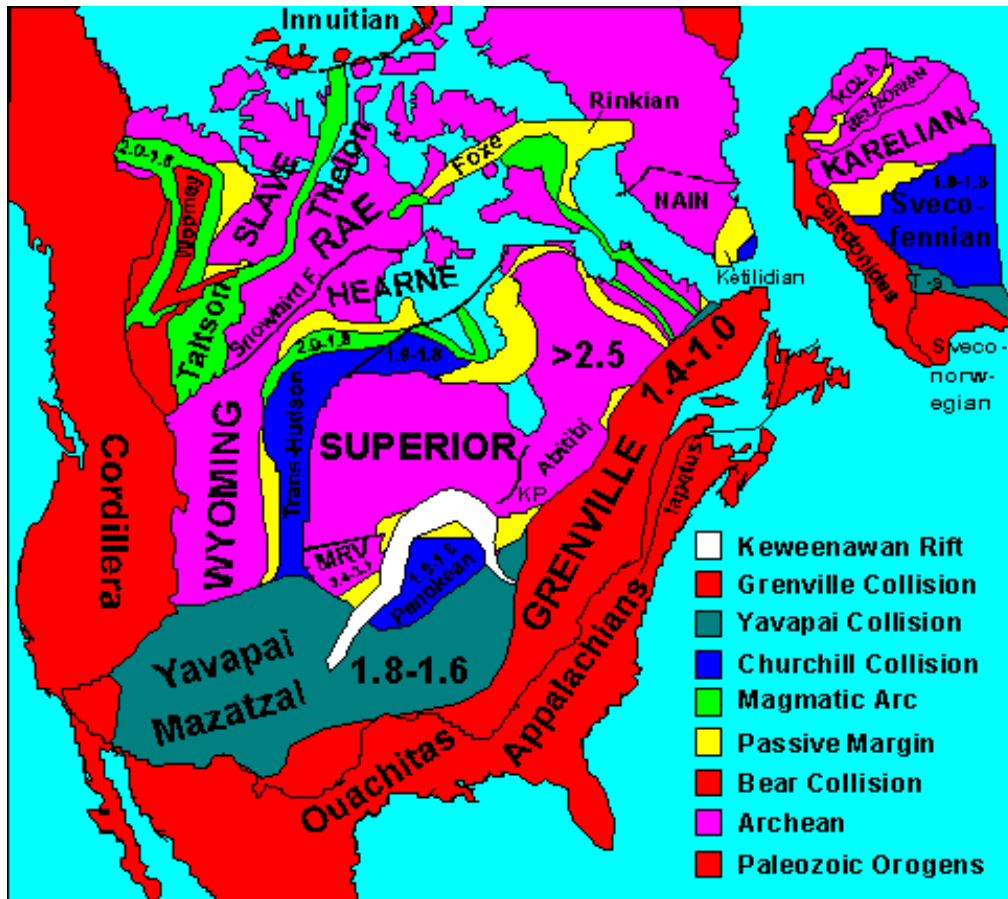 Innuitian
Rinkian
KOLA
BELMORIAN
KARELIAN
2.0-1.8
Foxe
Thelon
SLAVE
Wopmay
RAE
NAIN
1.9-1.8
Sveco-
fennian
Caledonides
Ketilidian
HEARNE
Snowbird F.
Taltson
2.0-1.8
1.9-1.8
>2.5
1.4-1.0
Sveco-
norw-
egian
Cordillera
WYOMING
Trans-Hudson
SUPERIOR
Abitibi
KP
GRENVILLE
Iapetus
MRV
Penokean
Yavapai
Mazatzal
1.8-1.6
Ouachitas
Appalachians
Keweenawan Rift
Grenville Collision
Yavapai Collision
Churchill Collision
Magmatic Arc
Passive Margin
Bear Collision
Archean
Paleozoic Orogens